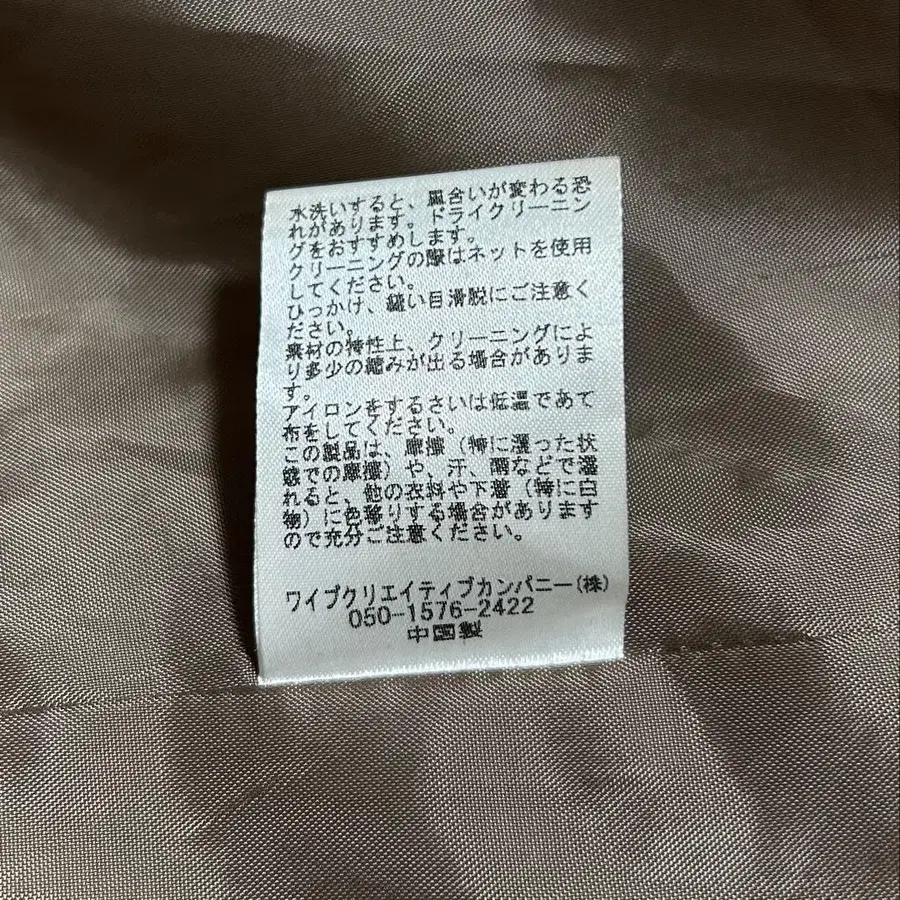 水洗いすると、風合いが変わる恐
れがあります。ドライクリーニン
グをおすすめします。
クリーニングの際はネットを使用
してください。
ひっかけ、縫い目滑脱にご注意く
ださい。
素材の特性上、クリーニングによ
り多少の縮みが出る場合がありま
す。
アイロンをするさいは低温であて
布をしてください。
この製品は、摩擦（特に湿った状
態での摩擦）や、汗、雨などで濡
れると、他の衣料や下着（特に白
物）に色移りする場合があります
ので充分ご注意ください。
ワイブクリエイティブカンパニー(株)
050-1576-2422
中国製